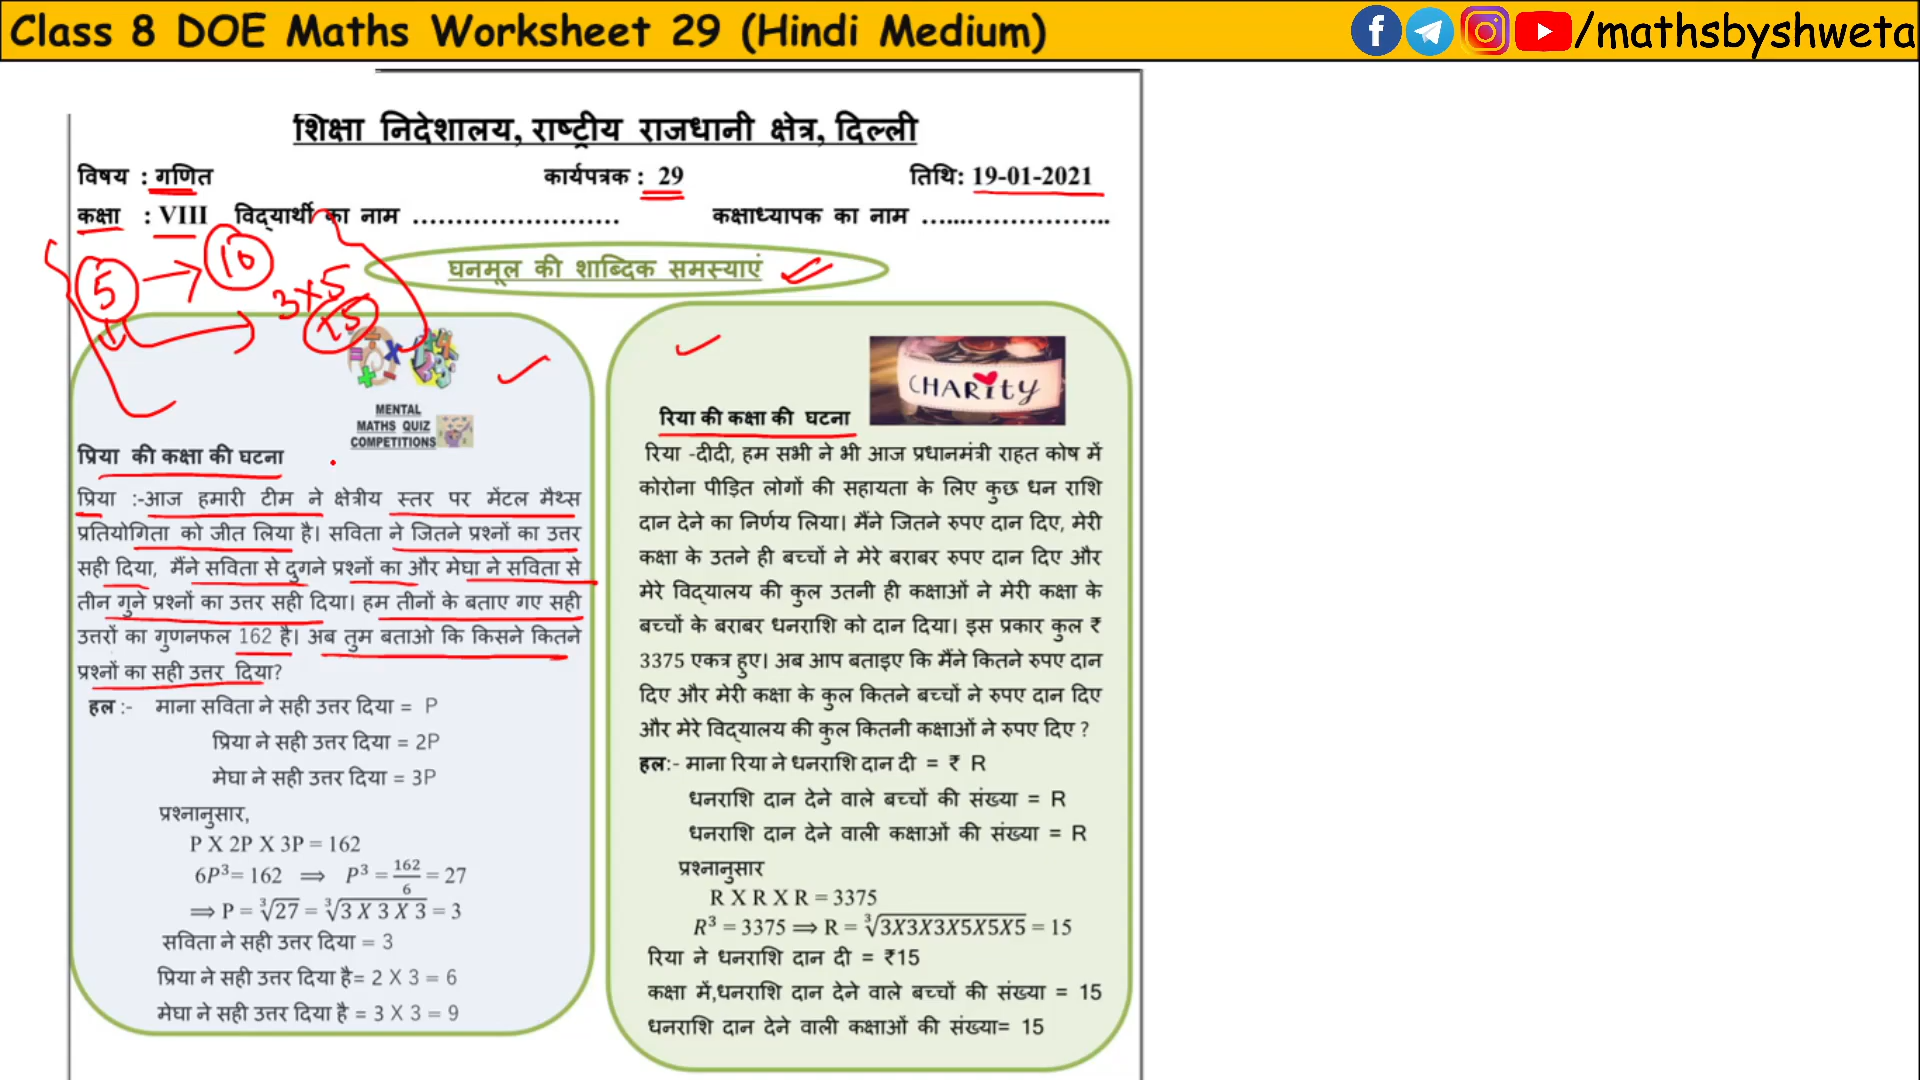 Class 8 DOE Maths Worksheet 29 (Hindi Medium)
/mathsbyshweta
शिक्षा निदेशालय, राष्ट्रीय राजधानी क्षेत्र, दिल्ली
विषय : गणित कार्यपत्रक : 29 तिथि: 19-01-2021
कक्षा : VIII विद्यार्थी का नाम …………………… कक्षाध्यापक का नाम …...……………..
5 → 10
3×5
15
घनमूल की शाब्दिक समस्याएं
MENTAL
MATHS QUIZ
COMPETITIONS
प्रिया की कक्षा की घटना
प्रिया :-आज हमारी टीम ने क्षेत्रीय स्तर पर मेंटल मैथ्स
प्रतियोगिता को जीत लिया है। सविता ने जितने प्रश्नों का उत्तर
सही दिया, मैंने सविता से दुगने प्रश्नों का और मेघा ने सविता से
तीन गुने प्रश्नों का उत्तर सही दिया। हम तीनों के बताए गए सही
उत्तरों का गुणनफल 162 है। अब तुम बताओ कि किसने कितने
प्रश्नों का सही उत्तर दिया?
हल :- माना सविता ने सही उत्तर दिया = P
प्रिया ने सही उत्तर दिया = 2P
मेघा ने सही उत्तर दिया = 3P
प्रश्नानुसार,
P X 2P X 3P = 162
6P³= 162 ⟹ P³ = 162/6 = 27
⟹ P = ∛27 = ∛3 X 3 X 3 = 3
सविता ने सही उत्तर दिया = 3
प्रिया ने सही उत्तर दिया है= 2 X 3 = 6
मेघा ने सही उत्तर दिया है = 3 X 3 = 9
CHARiTY
रिया की कक्षा की घटना
रिया -दीदी, हम सभी ने भी आज प्रधानमंत्री राहत कोष में
कोरोना पीड़ित लोगों की सहायता के लिए कुछ धन राशि
दान देने का निर्णय लिया। मैंने जितने रुपए दान दिए, मेरी
कक्षा के उतने ही बच्चों ने मेरे बराबर रुपए दान दिए और
मेरे विद्यालय की कुल उतनी ही कक्षाओं ने मेरी कक्षा के
बच्चों के बराबर धनराशि को दान दिया। इस प्रकार कुल ₹
3375 एकत्र हुए। अब आप बताइए कि मैंने कितने रुपए दान
दिए और मेरी कक्षा के कुल कितने बच्चों ने रुपए दान दिए
और मेरे विद्यालय की कुल कितनी कक्षाओं ने रुपए दिए ?
हल:- माना रिया ने धनराशि दान दी = ₹ R
धनराशि दान देने वाले बच्चों की संख्या = R
धनराशि दान देने वाली कक्षाओं की संख्या = R
प्रश्नानुसार
R X R X R = 3375
R³ = 3375 ⟹ R = ∛3X3X3X5X5X5 = 15
रिया ने धनराशि दान दी = ₹15
कक्षा में,धनराशि दान देने वाले बच्चों की संख्या = 15
धनराशि दान देने वाली कक्षाओं की संख्या= 15